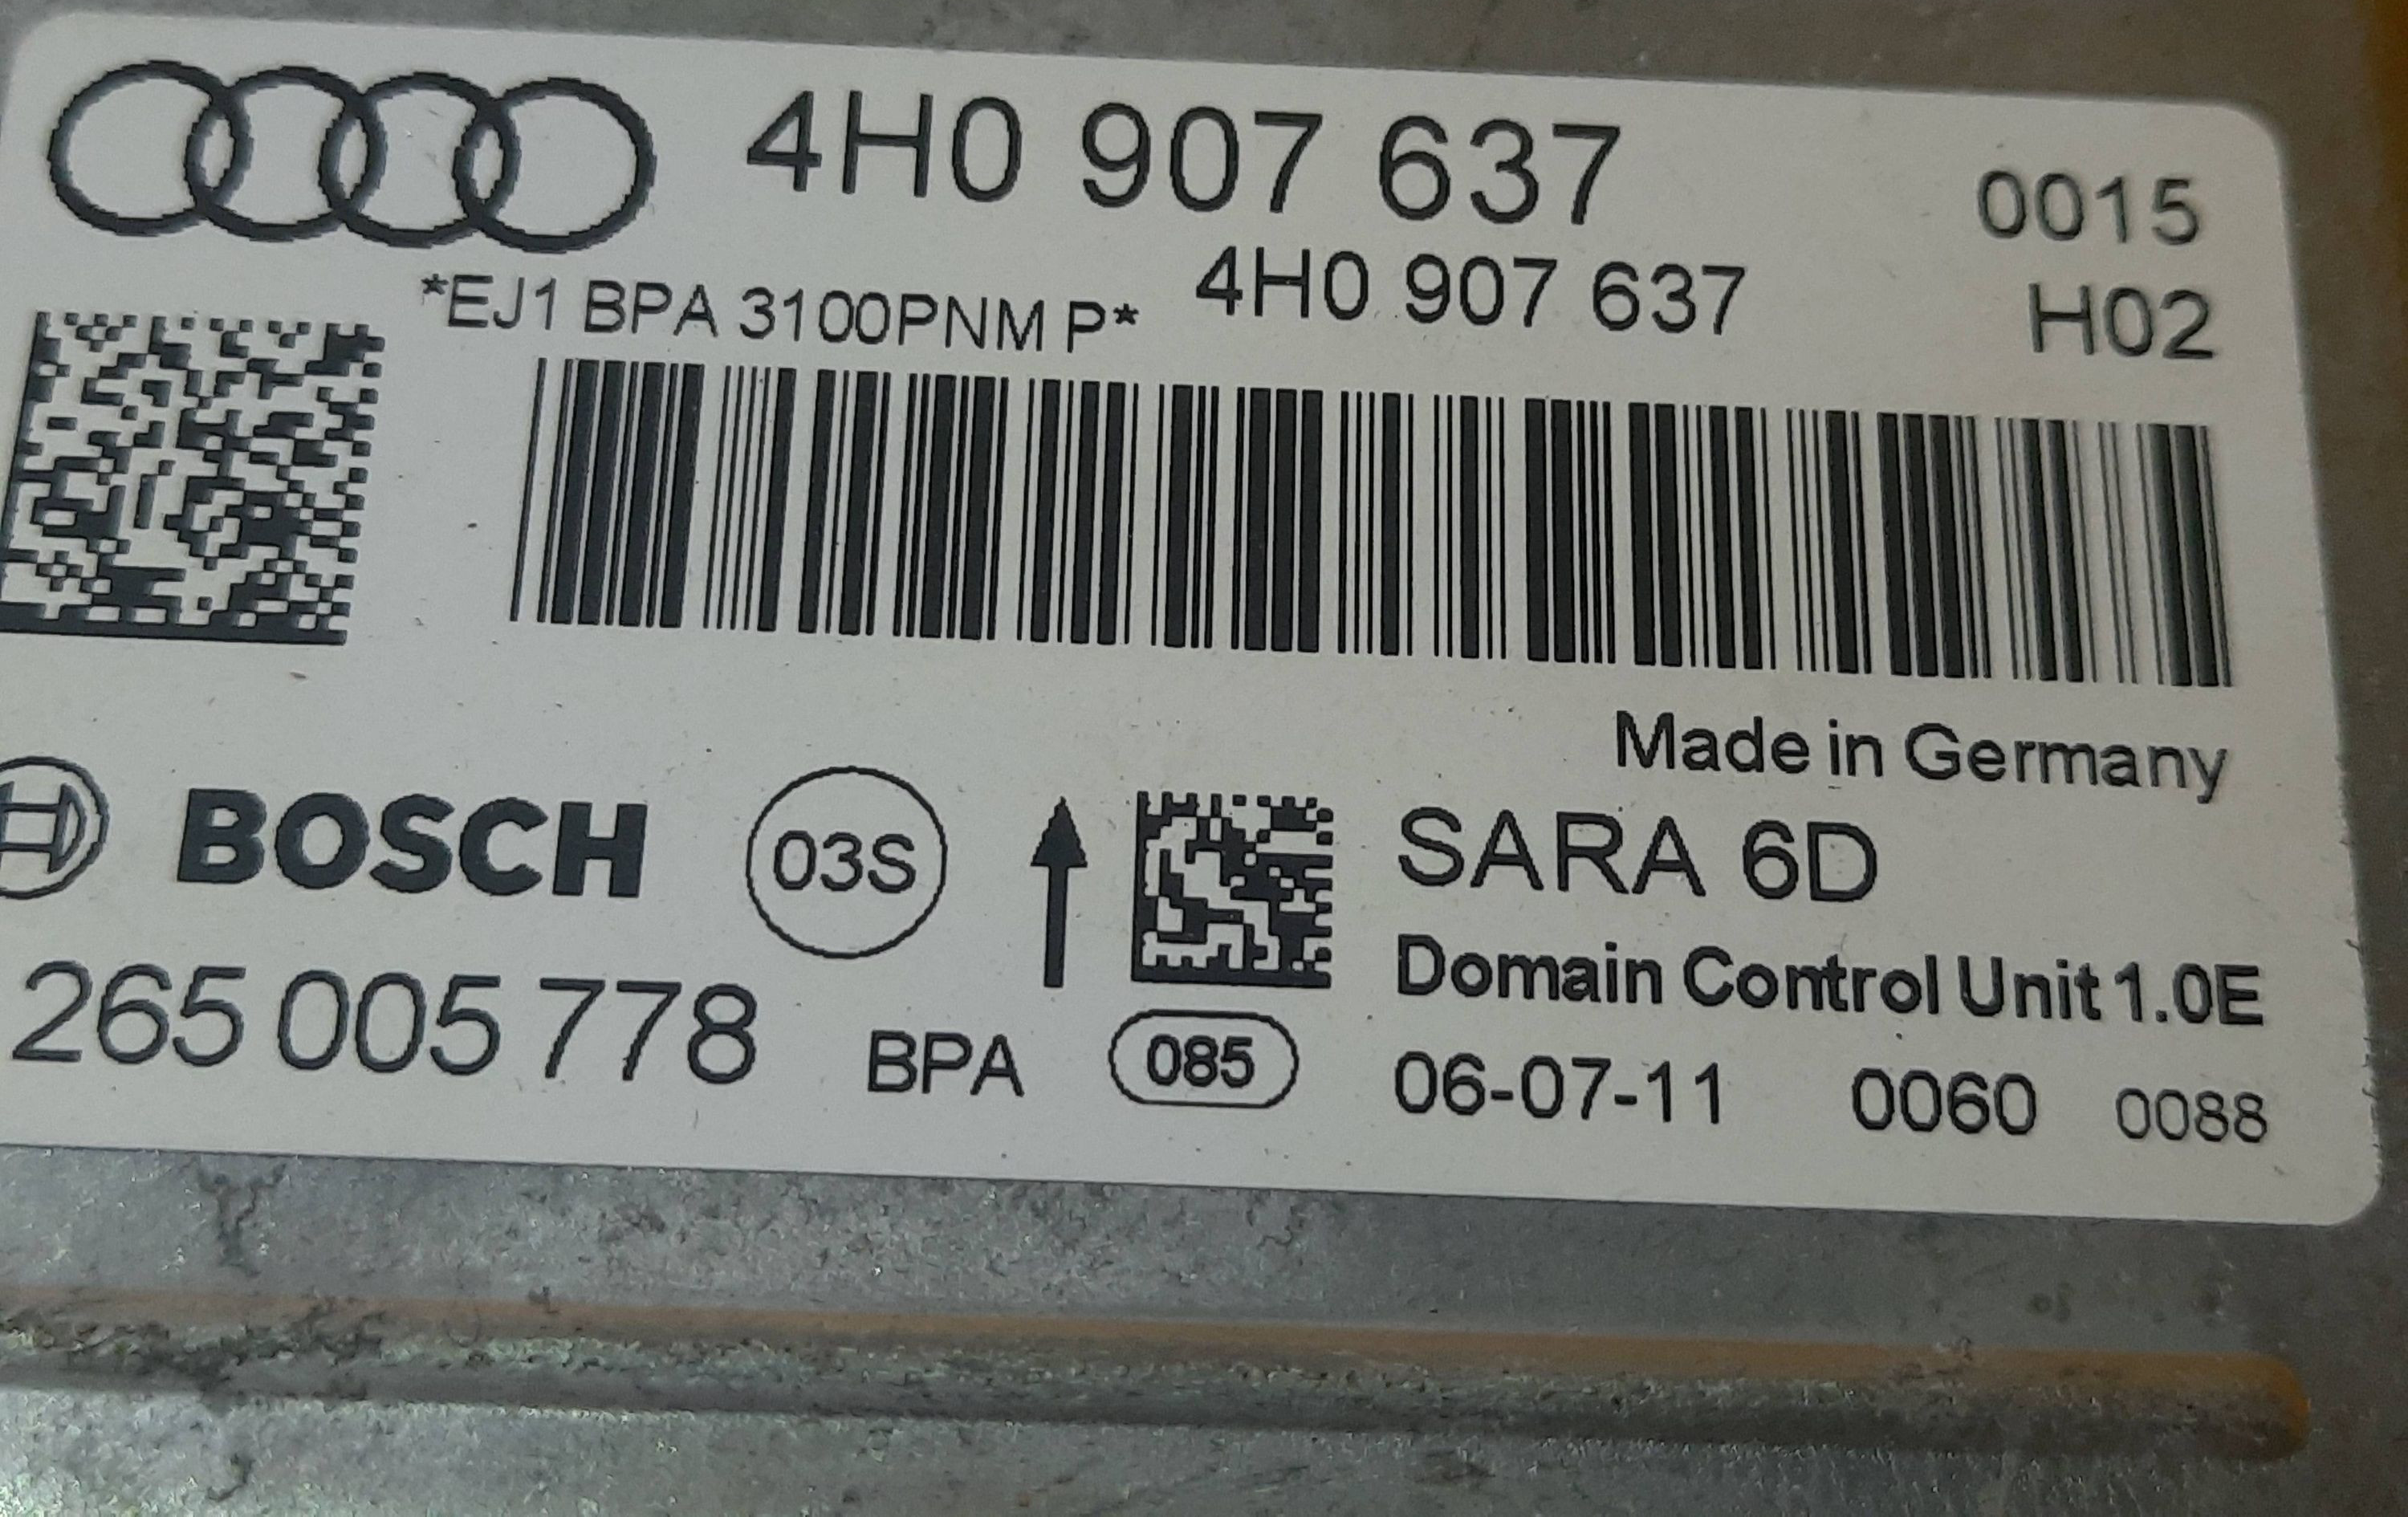 4H0 907 637 0015
*EJ1 BPA 3100PNM P* 4H0 907 637 H02
Made in Germany
BOSCH 03S SARA 6D
Domain Control Unit 1.0E
265 005 778 BPA 085 06-07-11 0060 0088